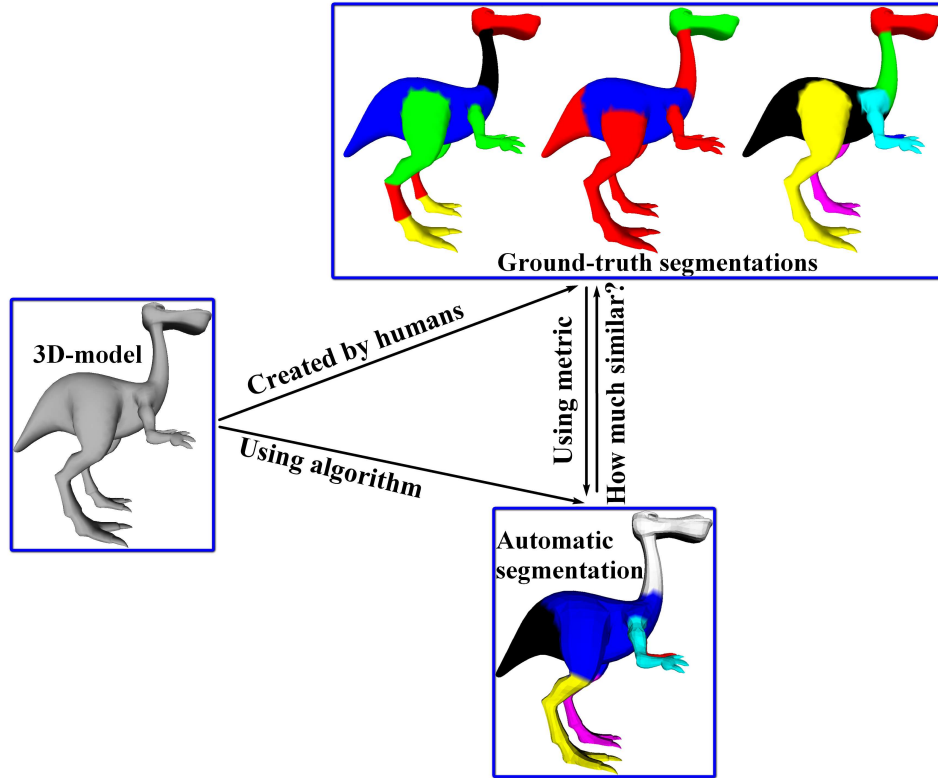 Ground-truth segmentations
3D-model
Created by humans
Using algorithm
Using metric
How much similar?
Automatic
segmentation